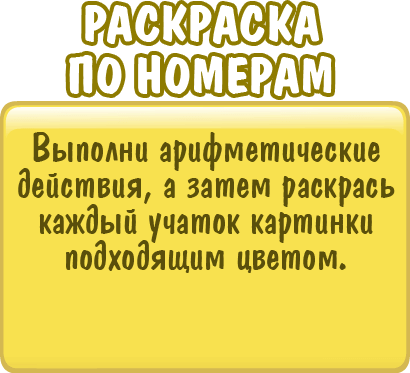 РАСКРАСКА
ПО НОМЕРАМ
Выполни арифметические
действия, а затем раскрась
каждый учаток картинки
подходящим цветом.